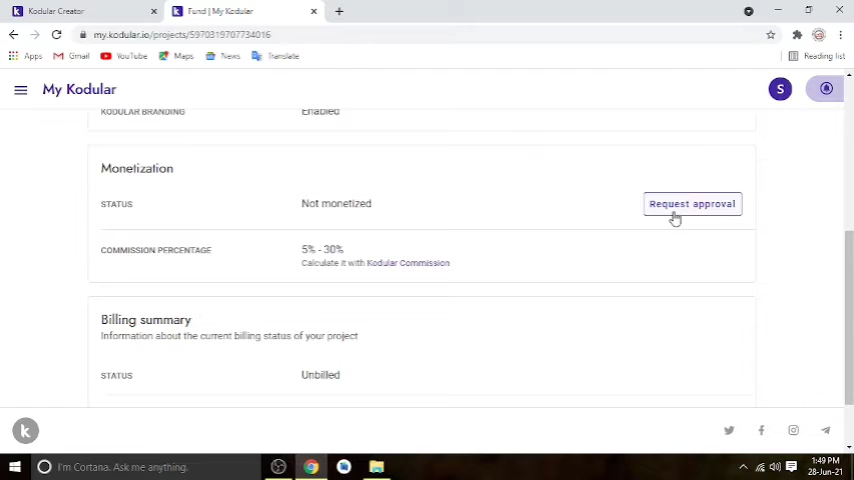 Kodular Creator
Fund | My Kodular
my.kodular.io/projects/5970319707734016
Apps
Gmail
YouTube
Maps
News
Translate
Reading list
My Kodular
S
KODULAR BRANDING
Enabled
Monetization
STATUS
Not monetized
Request approval
COMMISSION PERCENTAGE
5% - 30%
Calculate it with Kodular Commission
Billing summary
Information about the current billing status of your project
STATUS
Unbilled
I'm Cortana. Ask me anything.
1:49 PM
28-Jun-21